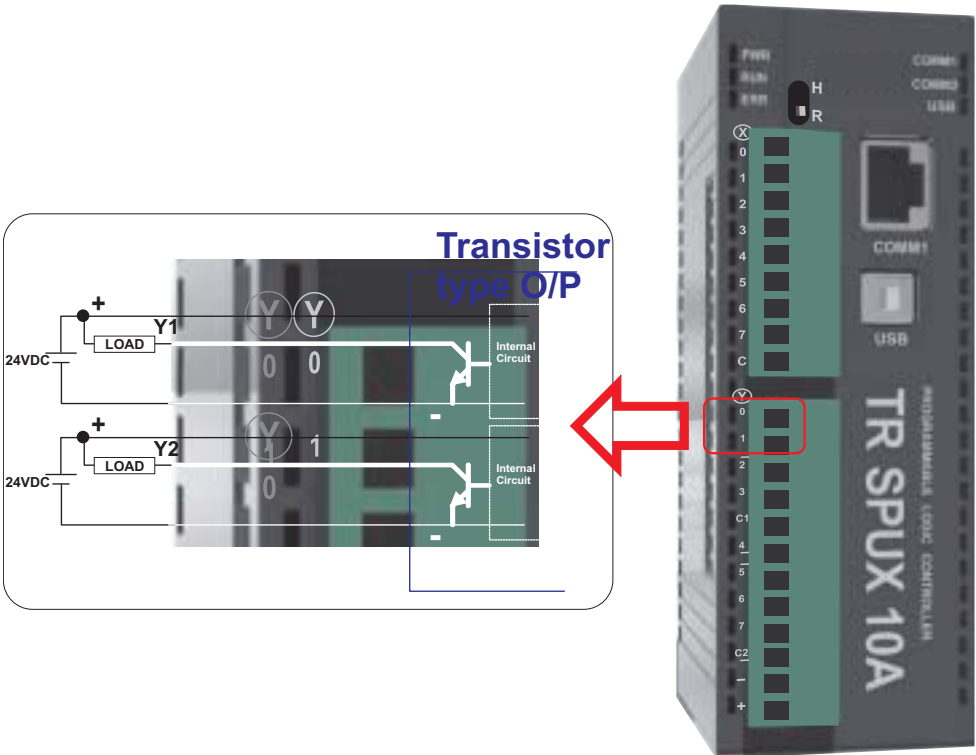 Transistor
type O/P
+
Y1
LOAD
24VDC
Y Y
0 0
Internal
Circuit
-
+
Y2
LOAD
24VDC
Y
1 1
0
Internal
Circuit
-
PWR
RUN
ERR
H
R
COMM1
COMM2
USB
X
0
1
2
3
4
5
6
7
C
COMM1
USB
Y
0
1
2
3
C1
4
5
6
7
C2
−
+
TR SPUX 10A
PROGRAMMABLE LOGIC CONTROLLER